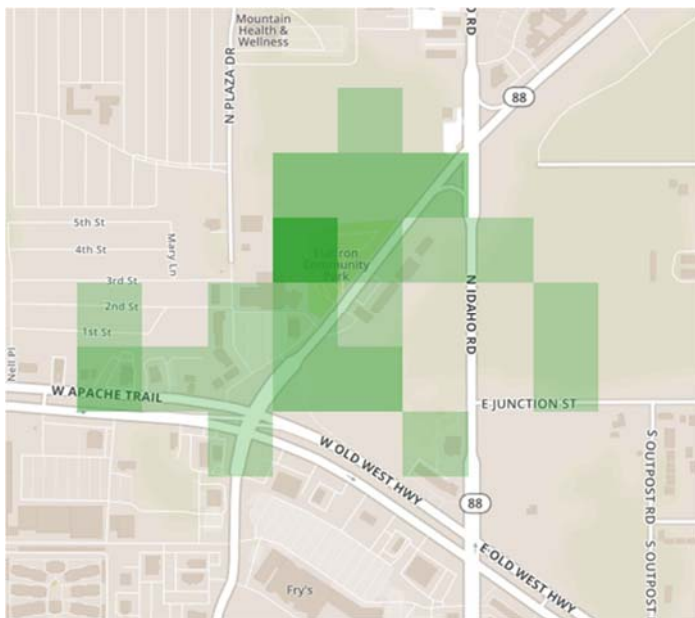 Mountain
Health &
Wellness
N PLAZA DR
O RD
88
5th St
4th St
Mary Ln
3rd St
Community
Park
2nd St
1st St
N IDAHO RD
Nell Pl
W APACHE TRAIL
E JUNCTION ST
W OLD WEST HWY
S OUTPOST RD
S OUTPOST
88
E OLD WEST HWY
Fry's